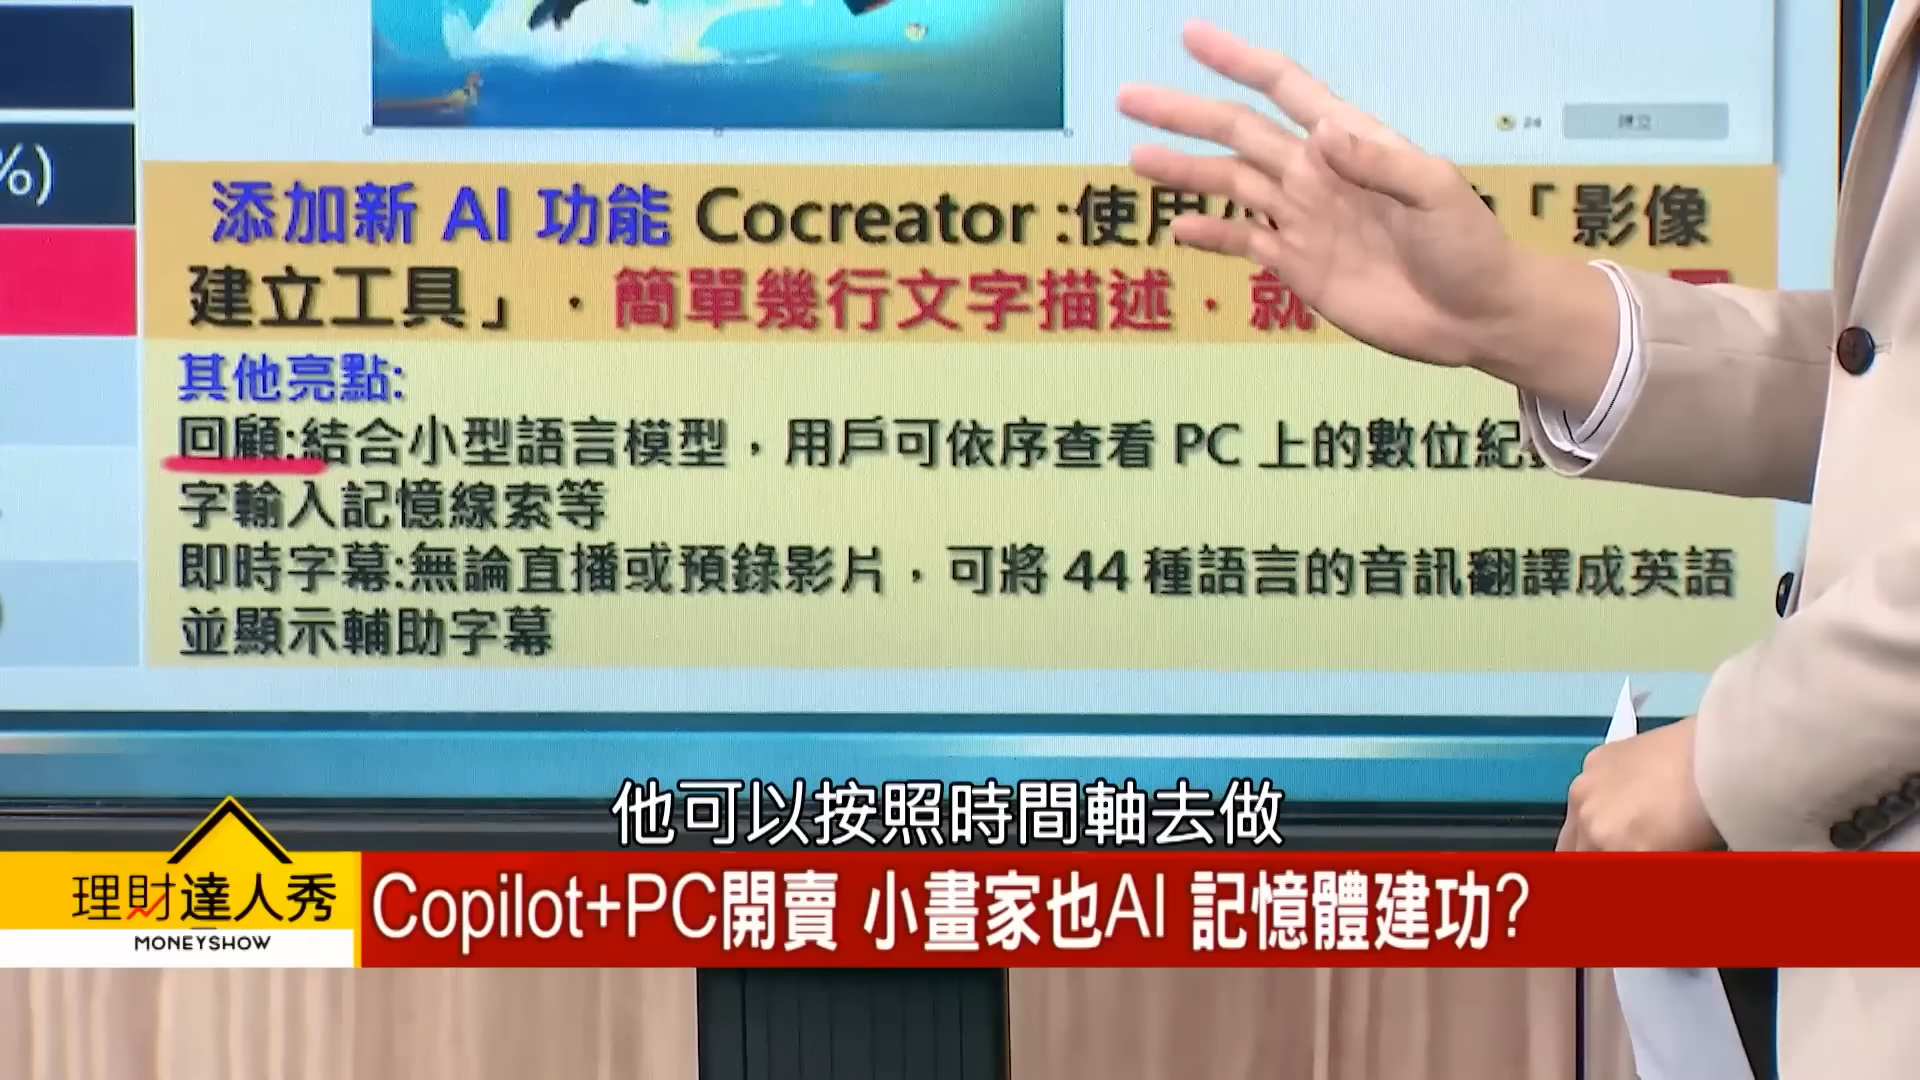 %)
24
建立
添加新 AI 功能 Cocreator :使用小「影像
建立工具」,簡單幾行文字描述,就
其他亮點:
回顧:結合小型語言模型,用戶可依序查看 PC 上的數位紀
字輸入記憶線索等
即時字幕:無論直播或預錄影片,可將 44 種語言的音訊翻譯成英語
並顯示輔助字幕
他可以按照時間軸去做
理財達人秀
MONEYSHOW
Copilot+PC開賣 小畫家也AI 記憶體建功?